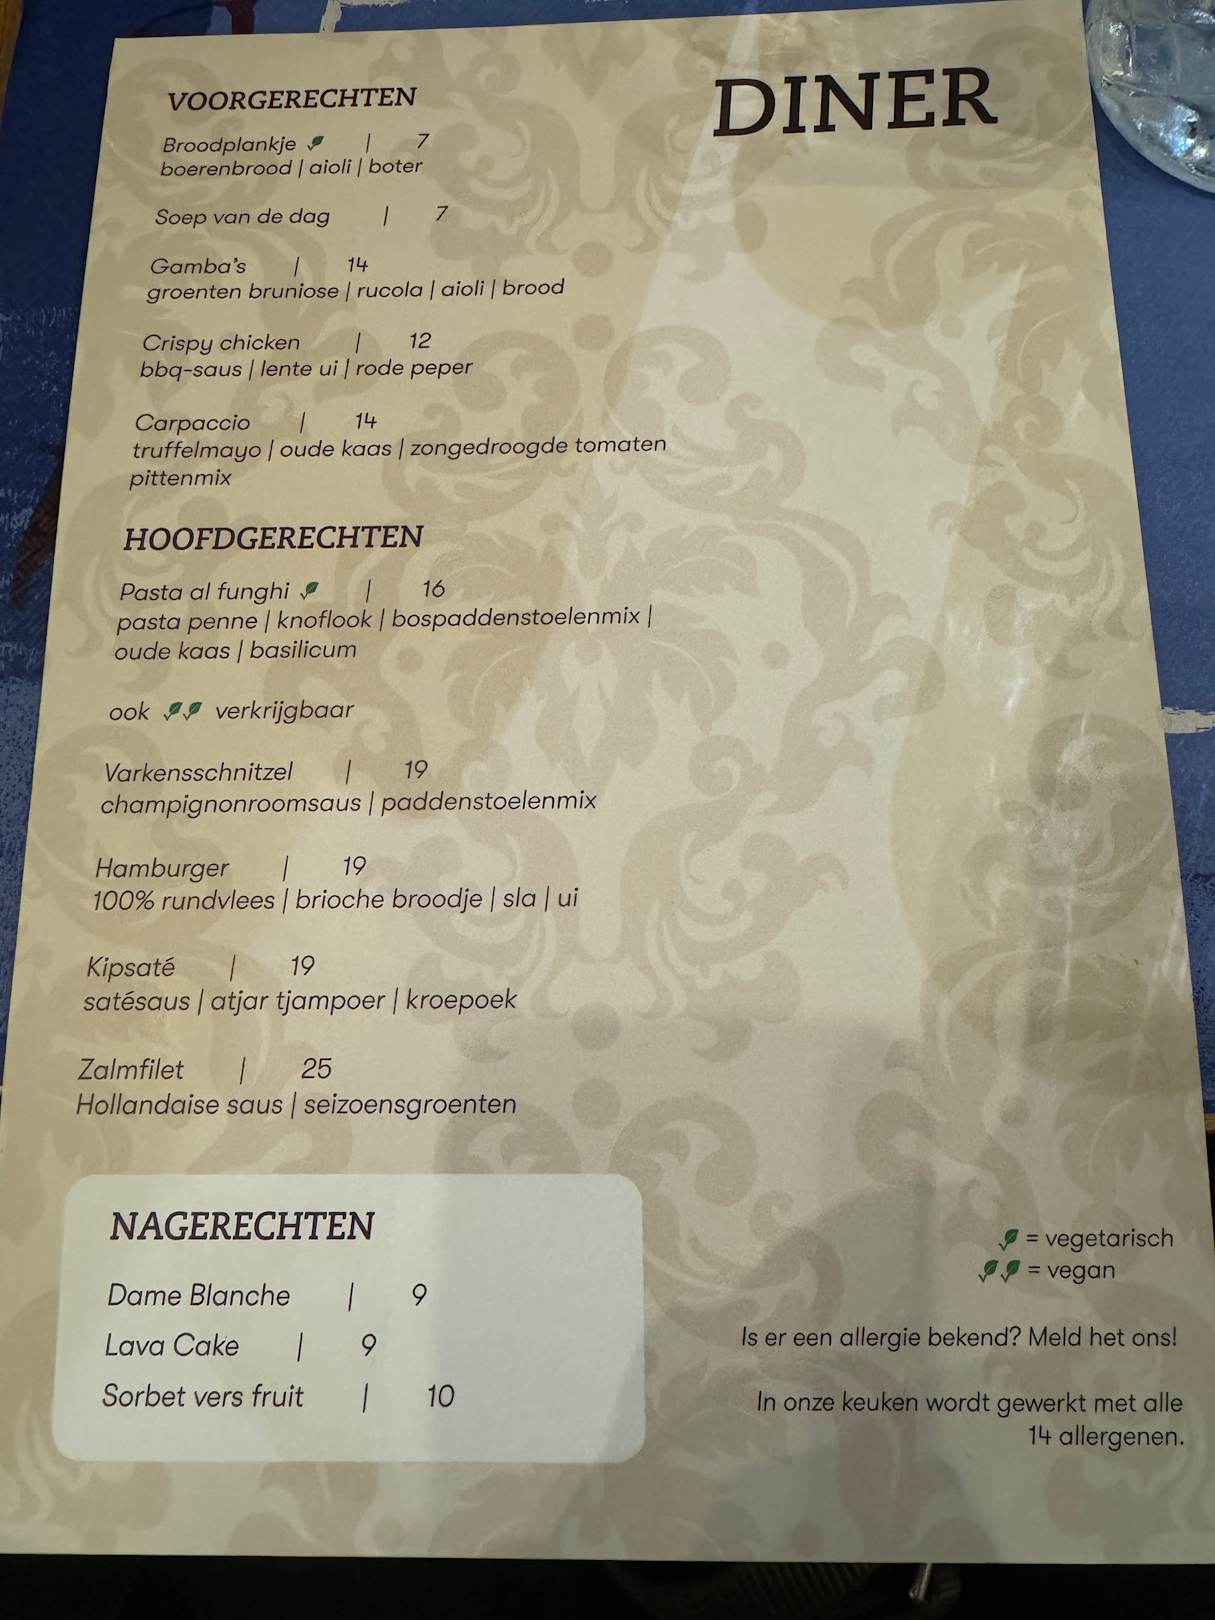 DINER
VOORGERECHTEN
Broodplankje | 7
boerenbrood | aioli | boter
Soep van de dag | 7
Gamba's | 14
groenten bruniose | rucola | aioli | brood
Crispy chicken | 12
bbq-saus | lente ui | rode peper
Carpaccio | 14
truffelmayo | oude kaas | zongedroogde tomaten
pittenmix
HOOFDGERECHTEN
Pasta al funghi | 16
pasta penne | knoflook | bospaddenstoelenmix |
oude kaas | basilicum
ook verkrijgbaar
Varkensschnitzel | 19
champignonroomsaus | paddenstoelenmix
Hamburger | 19
100% rundvlees | brioche broodje | sla | ui
Kipsaté | 19
satésaus | atjar tjampoer | kroepoek
Zalmfilet | 25
Hollandaise saus | seizoensgroenten
NAGERECHTEN
Dame Blanche | 9
Lava Cake | 9
Sorbet vers fruit | 10
= vegetarisch
= vegan
Is er een allergie bekend? Meld het ons!
In onze keuken wordt gewerkt met alle
14 allergenen.